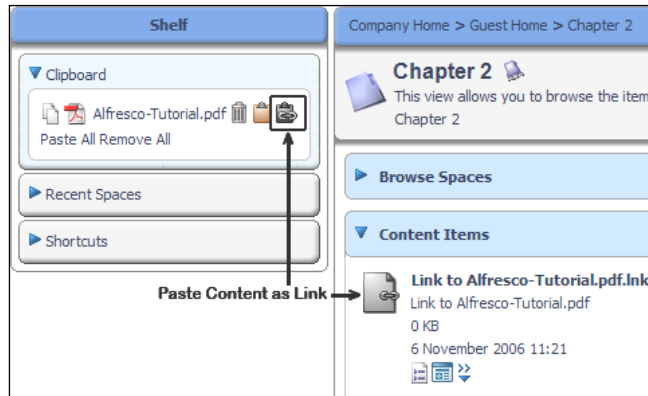 Shelf
Clipboard
Alfresco-Tutorial.pdf
Paste All Remove All
Recent Spaces
Shortcuts
Paste Content as Link
Company Home > Guest Home > Chapter 2
Chapter 2
This view allows you to browse the item
Chapter 2
Browse Spaces
Content Items
Link to Alfresco-Tutorial.pdf.lnk
Link to Alfresco-Tutorial.pdf
0 KB
6 November 2006 11:21